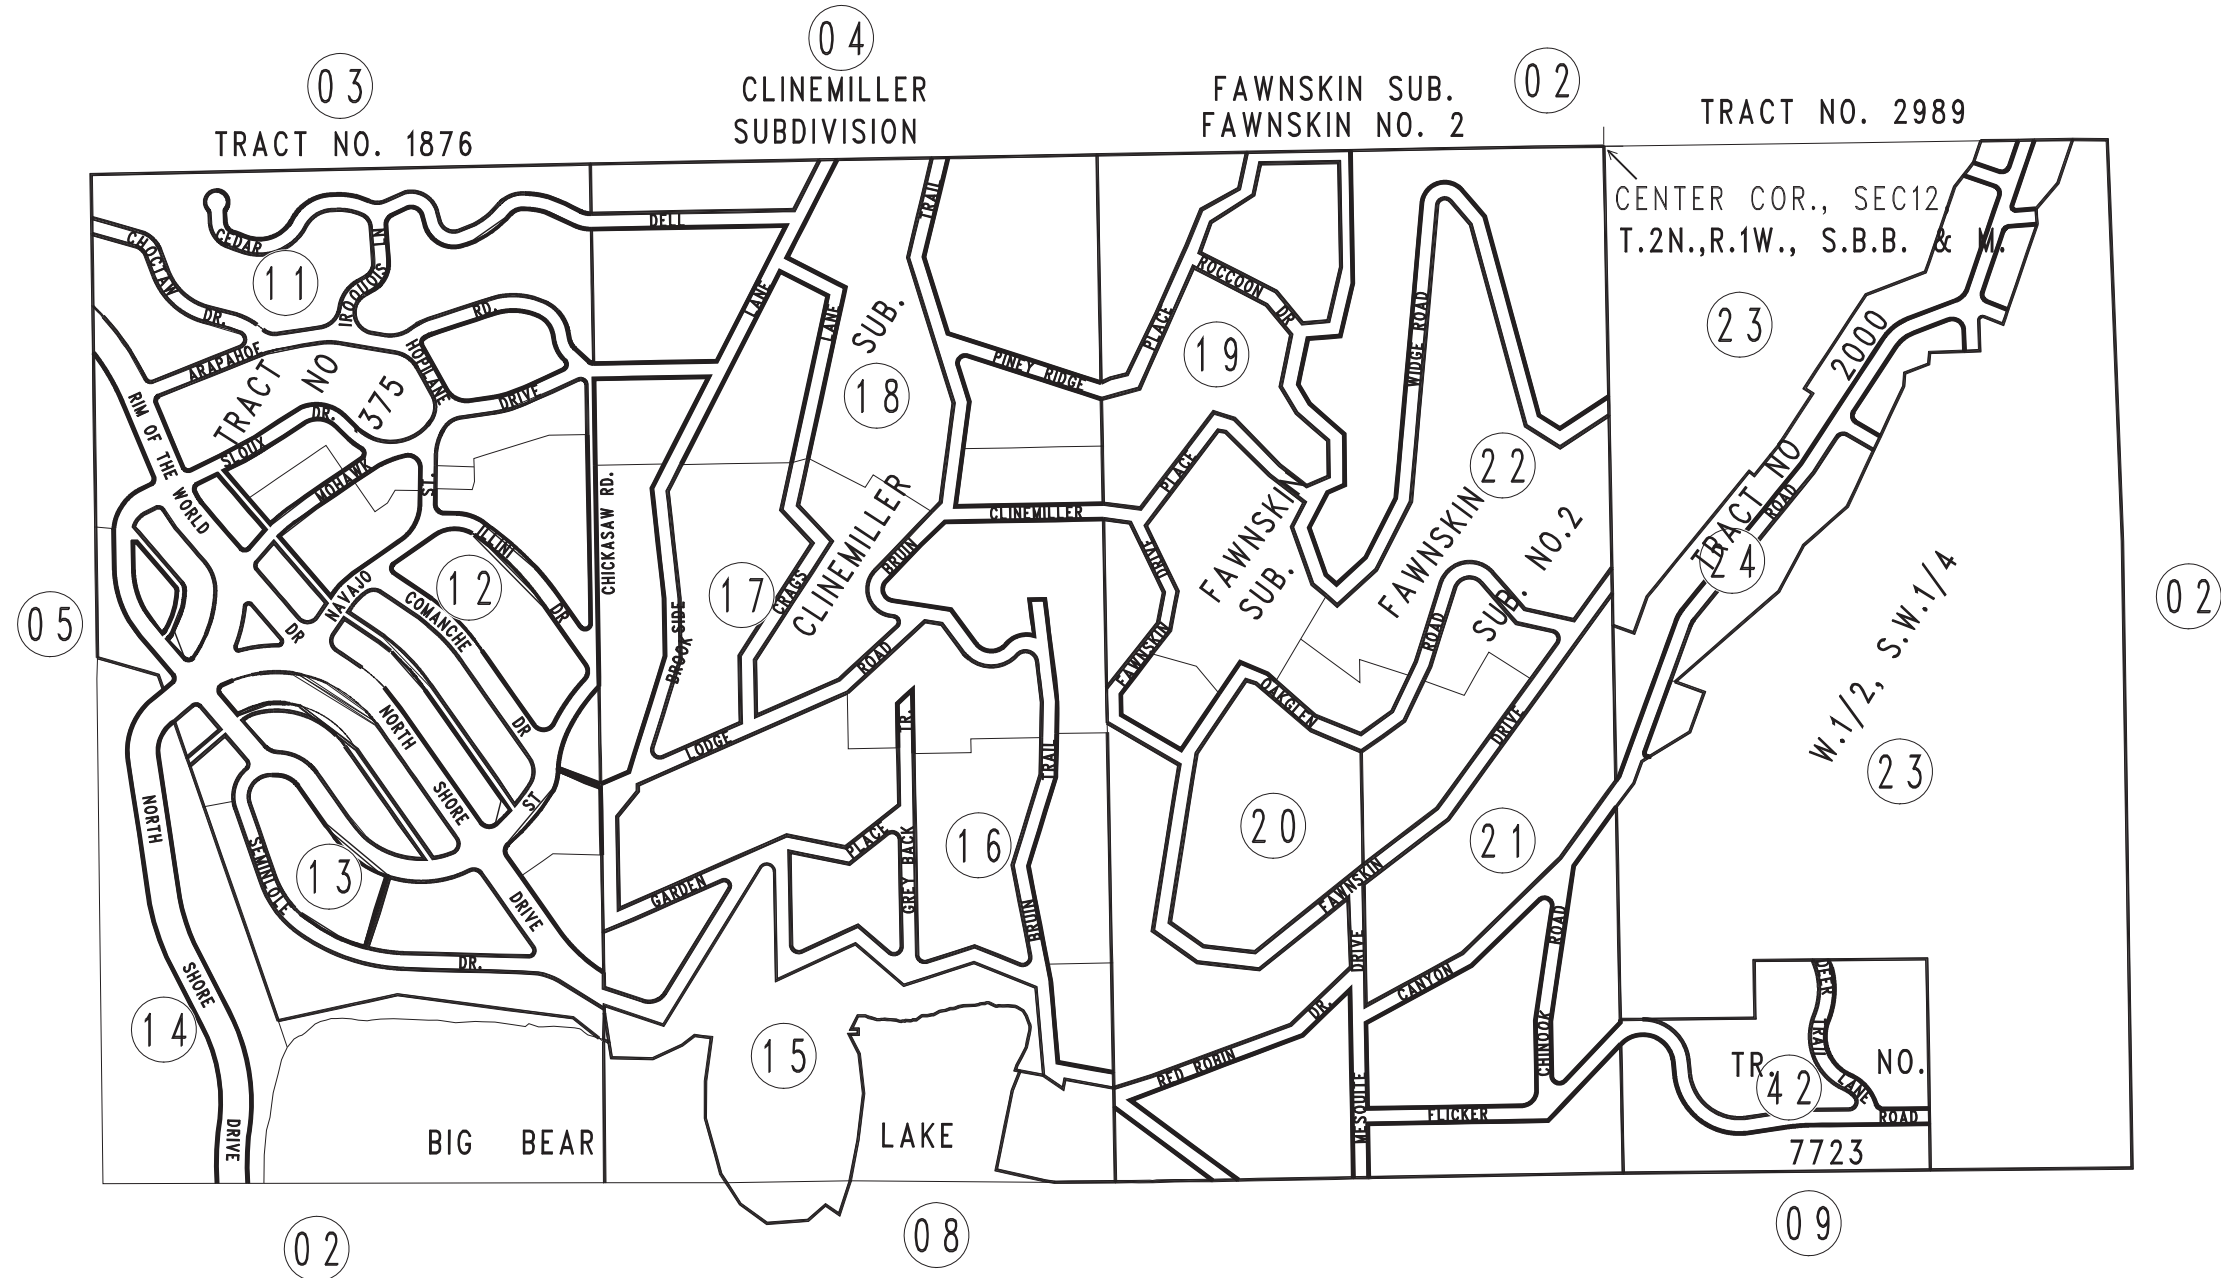 04
03
CLINEMILLER
SUBDIVISION
FAWNSKIN SUB.
FAWNSKIN NO. 2
02
TRACT NO. 2989
TRACT NO. 1876
CENTER COR., SEC12,
T.2N.,R.1W., S.B.B. & M.
CEDAR
DELL
LN
IROQUOIS
CHOCTAW
DR.
11
ARAPAHOE
RD.
HOPI LANE
DRIVE
TRACT NO
1375
SIOUX
DR.
MOHAWK
ST.
RIM OF THE WORLD
ILLINI
DR
12
NAVAJO
DR
COMANCHE
DR
CHICKASAW RD.
NORTH
SHORE
DRIVE
ST
13
SEMINLOLE
DR.
NORTH
SHORE
DRIVE
14
05
TRAIL
LANE
LANE
SUB.
CLINEMILLER
18
17
CRAGS
BROOK SIDE
PINEY RIDGE
PLACE
CLINEMILLER
BRUIN
ROAD
LODGE
TR.
GREY BACK
PLACE
GARDEN
TRAIL
BRUIN
16
15
BIG BEAR
LAKE
ROCCOON
DR
19
PLACE
DRIVE
FAWNSKIN
FAWNSKIN
SUB.
WIDGE ROAD
22
FAWNSKIN
SUB. NO.2
ROAD
OAKGLEN
DRIVE
FAWNSKIN
20
21
DRIVE
MESQUITE
CANYON
ROAD
CHINOOK
RED ROBIN
DR.
FLICKER
23
TRACT NO 2000
ROAD
24
W.1/2, S.W.1/4
23
02
DEER
TRAIL
LANE
ROAD
TR. NO.
42
7723
02
08
09